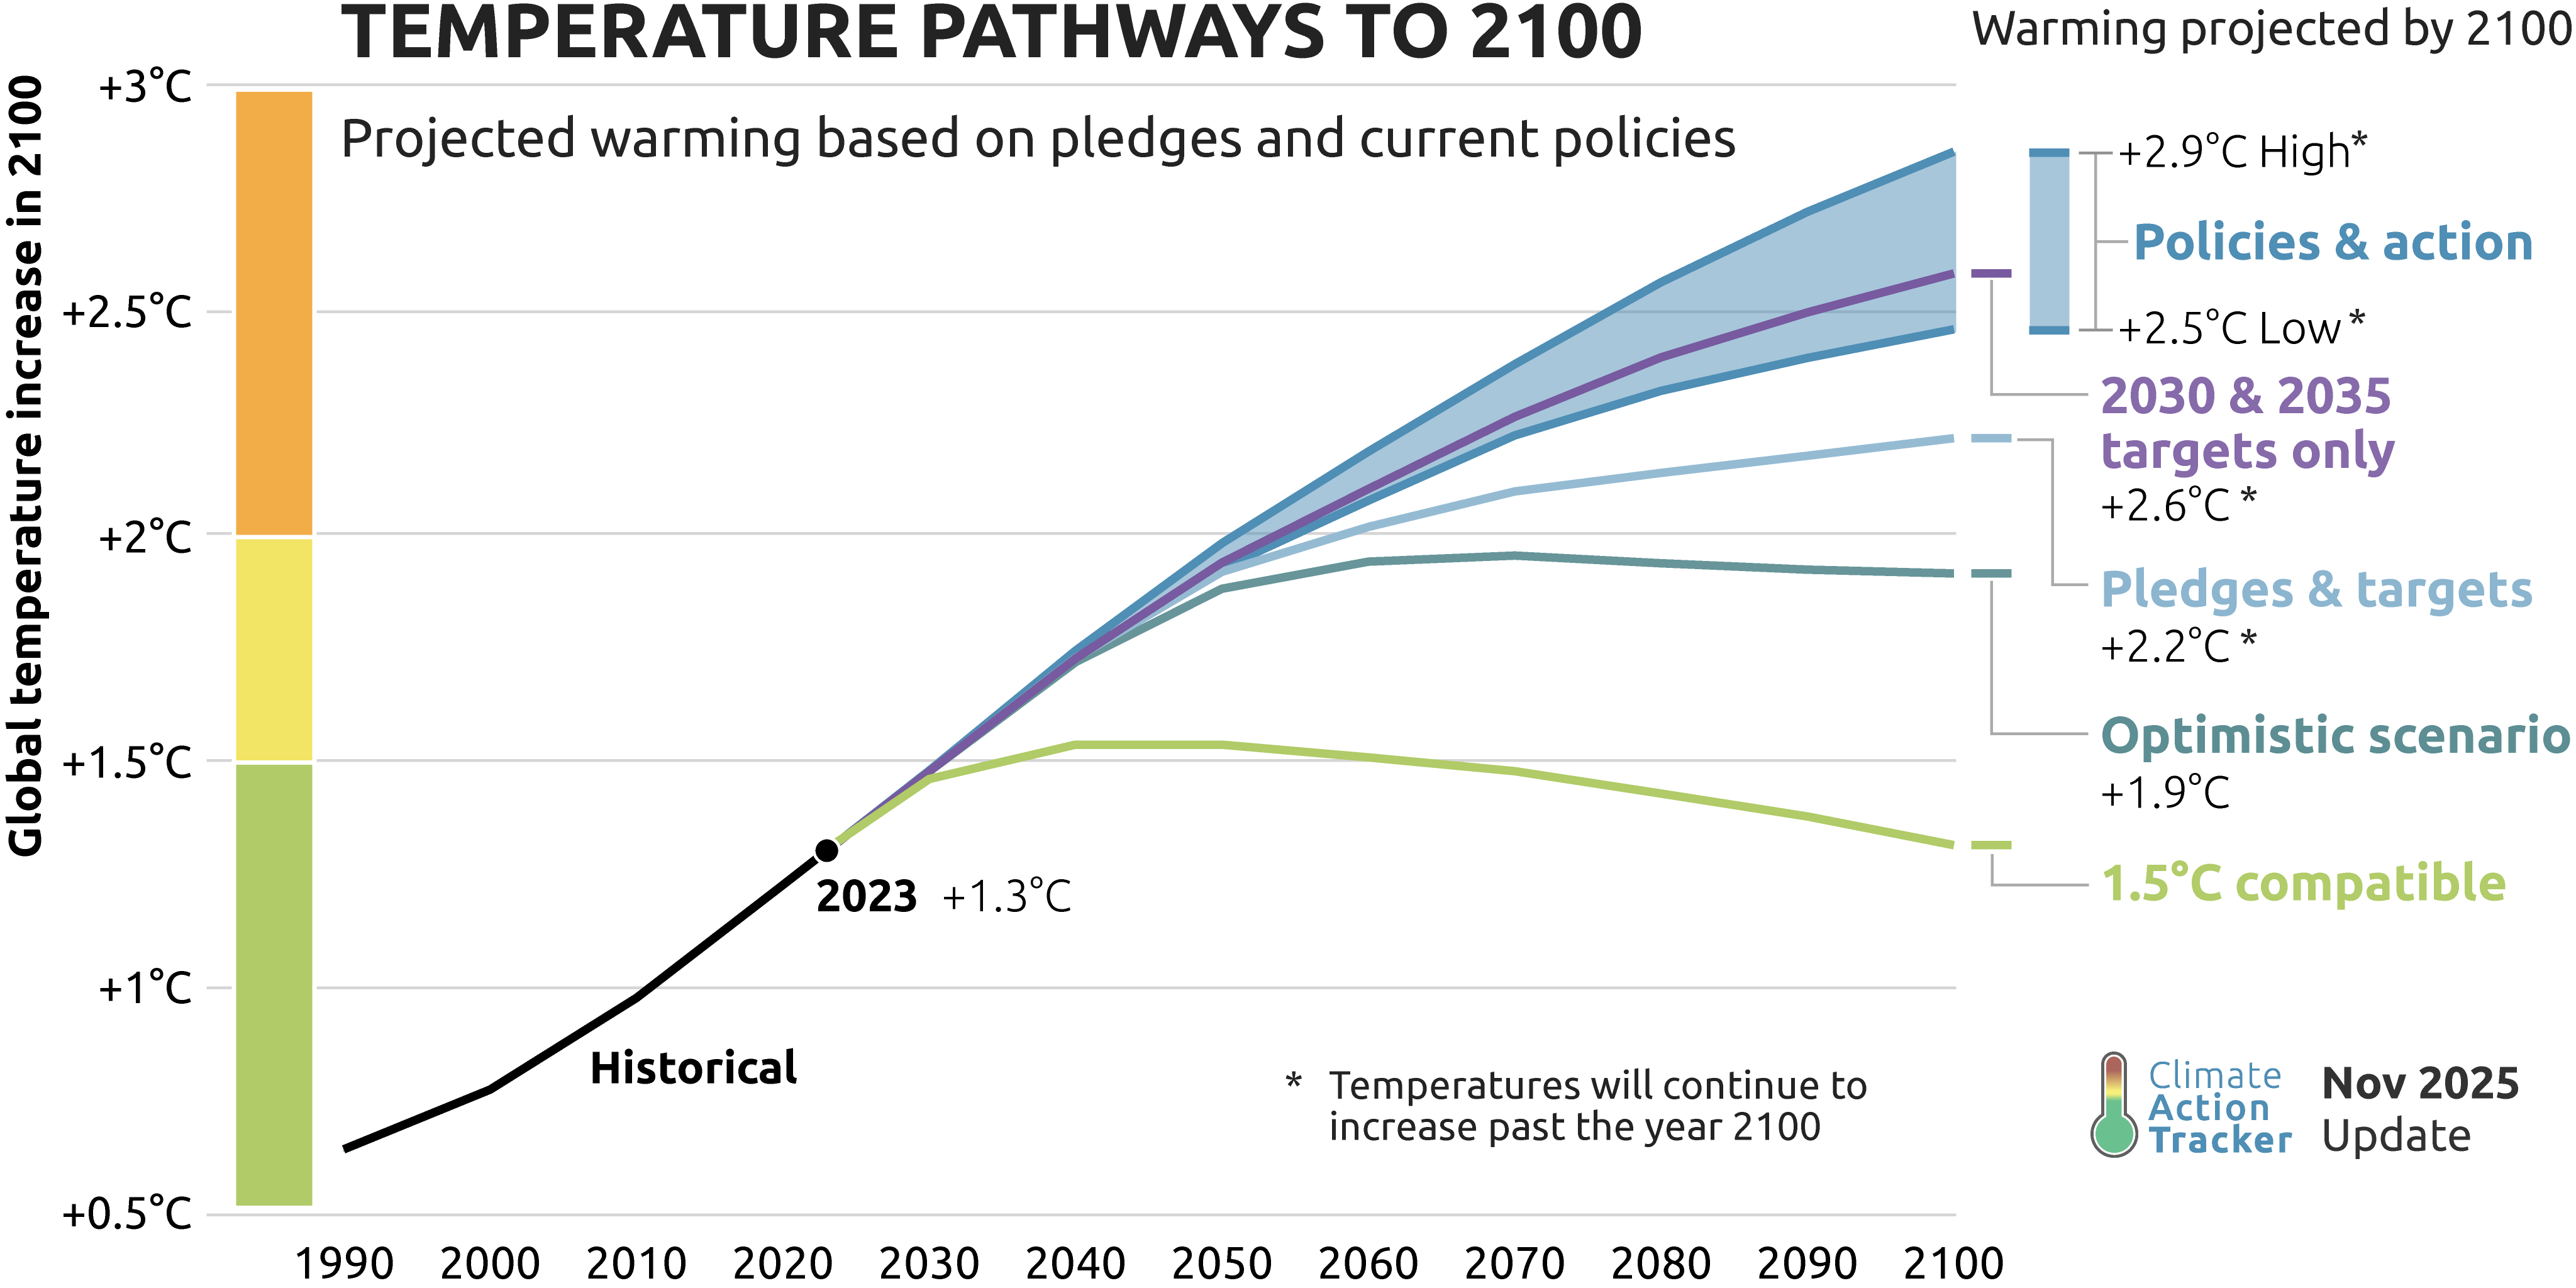 TEMPERATURE PATHWAYS TO 2100
Projected warming based on pledges and current policies
Warming projected by 2100
Global temperature increase in 2100
+3°C
+2.5°C
+2°C
+1.5°C
+1°C
+0.5°C
1990 2000 2010 2020 2030 2040 2050 2060 2070 2080 2090 2100
Historical
2023 +1.3°C
+2.9°C High*
Policies & action
+2.5°C Low*
2030 & 2035
targets only
+2.6°C *
Pledges & targets
+2.2°C *
Optimistic scenario
+1.9°C
1.5°C compatible
* Temperatures will continue to
increase past the year 2100
Climate
Action
Tracker
Nov 2025
Update